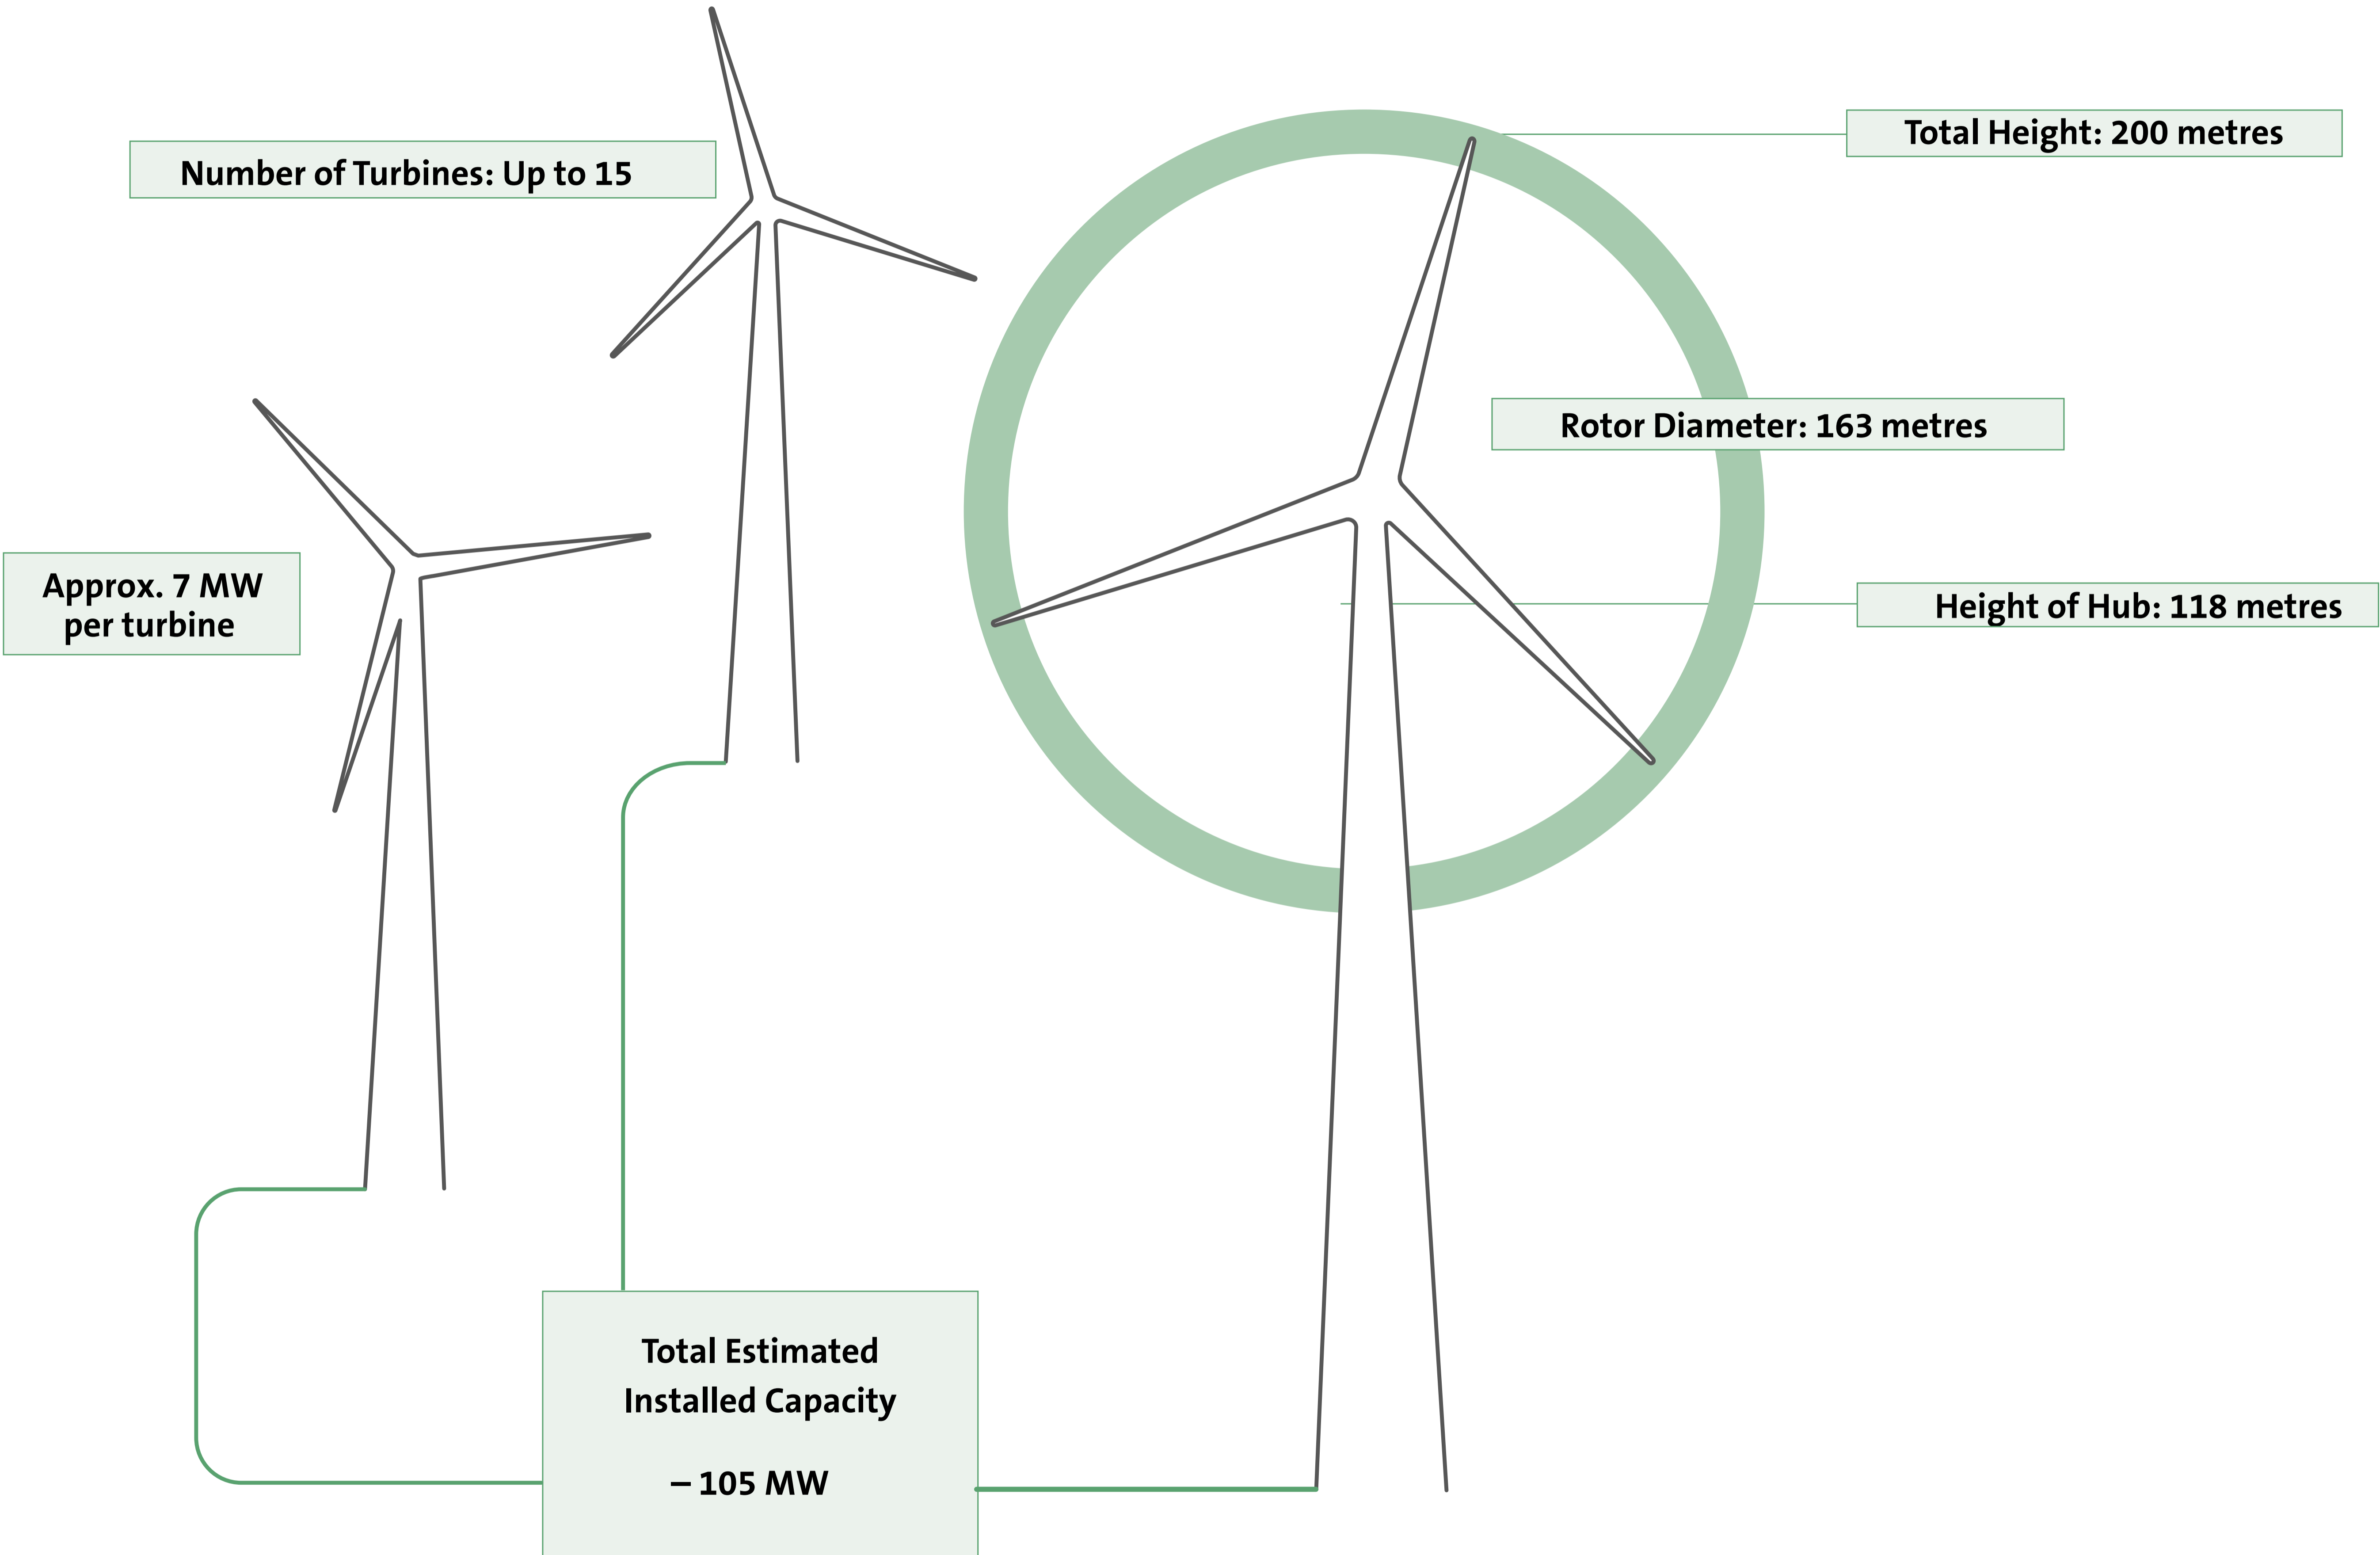 Number of Turbines: Up to 15
Total Height: 200 metres
Rotor Diameter: 163 metres
Approx. 7 MW
per turbine
Height of Hub: 118 metres
Total Estimated
Installed Capacity
– 105 MW